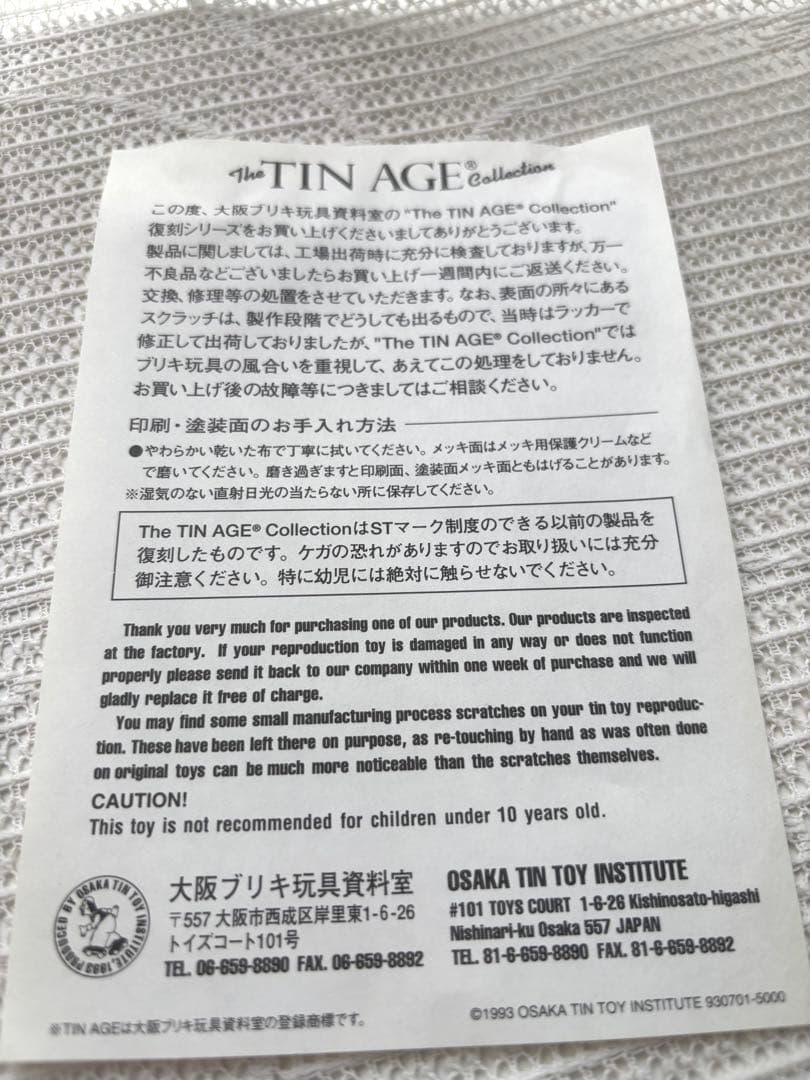 The TIN AGE® Collection
この度、大阪ブリキ玩具資料室の"The TIN AGE® Collection"
復刻シリーズをお買い上げくださいましてありがとうございます。
製品に関しましては、工場出荷時に充分に検査しておりますが、万一
不良品などございましたらお買い上げ一週間内にご返送ください。
交換、修理等の処置をさせていただきます。なお、表面の所々にある
スクラッチは、製作段階でどうしても出るもので、当時はラッカーで
修正して出荷しておりましたが、"The TIN AGE® Collection"では
ブリキ玩具の風合いを重視して、あえてこの処理をしておりません。
お買い上げ後の故障等につきましてはご相談ください。
印刷・塗装面のお手入れ方法
●やわらかい乾いた布で丁寧に拭いてください。メッキ面はメッキ用保護クリームなど
で磨いてください。磨き過ぎますと印刷面、塗装面メッキ面ともはげることがあります。
※湿気のない直射日光の当たらない所に保存してください。
The TIN AGE® CollectionはSTマーク制度のできる以前の製品を
復刻したものです。ケガの恐れがありますのでお取り扱いには充分
御注意ください。特に幼児には絶対に触らせないでください。
Thank you very much for purchasing one of our products. Our products are inspected
at the factory. If your reproduction toy is damaged in any way or does not function
properly please send it back to our company within one week of purchase and we will
gladly replace it free of charge.
You may find some small manufacturing process scratches on your tin toy reproduc-
tion. These have been left there on purpose, as re-touching by hand as was often done
on original toys can be much more noticeable than the scratches themselves.
CAUTION!
This toy is not recommended for children under 10 years old.
PRODUCED BY OSAKA TIN TOY INSTITUTE, 1993
大阪ブリキ玩具資料室
〒557 大阪市西成区岸里東1-6-26
トイズコート101号
TEL. 06-659-8890 FAX. 06-659-8892
OSAKA TIN TOY INSTITUTE
#101 TOYS COURT 1-6-26 Kishinosato-higashi
Nishinari-ku Osaka 557 JAPAN
TEL. 81-6-659-8890 FAX. 81-6-659-8892
※TIN AGEは大阪ブリキ玩具資料室の登録商標です。
©1993 OSAKA TIN TOY INSTITUTE 930701-5000